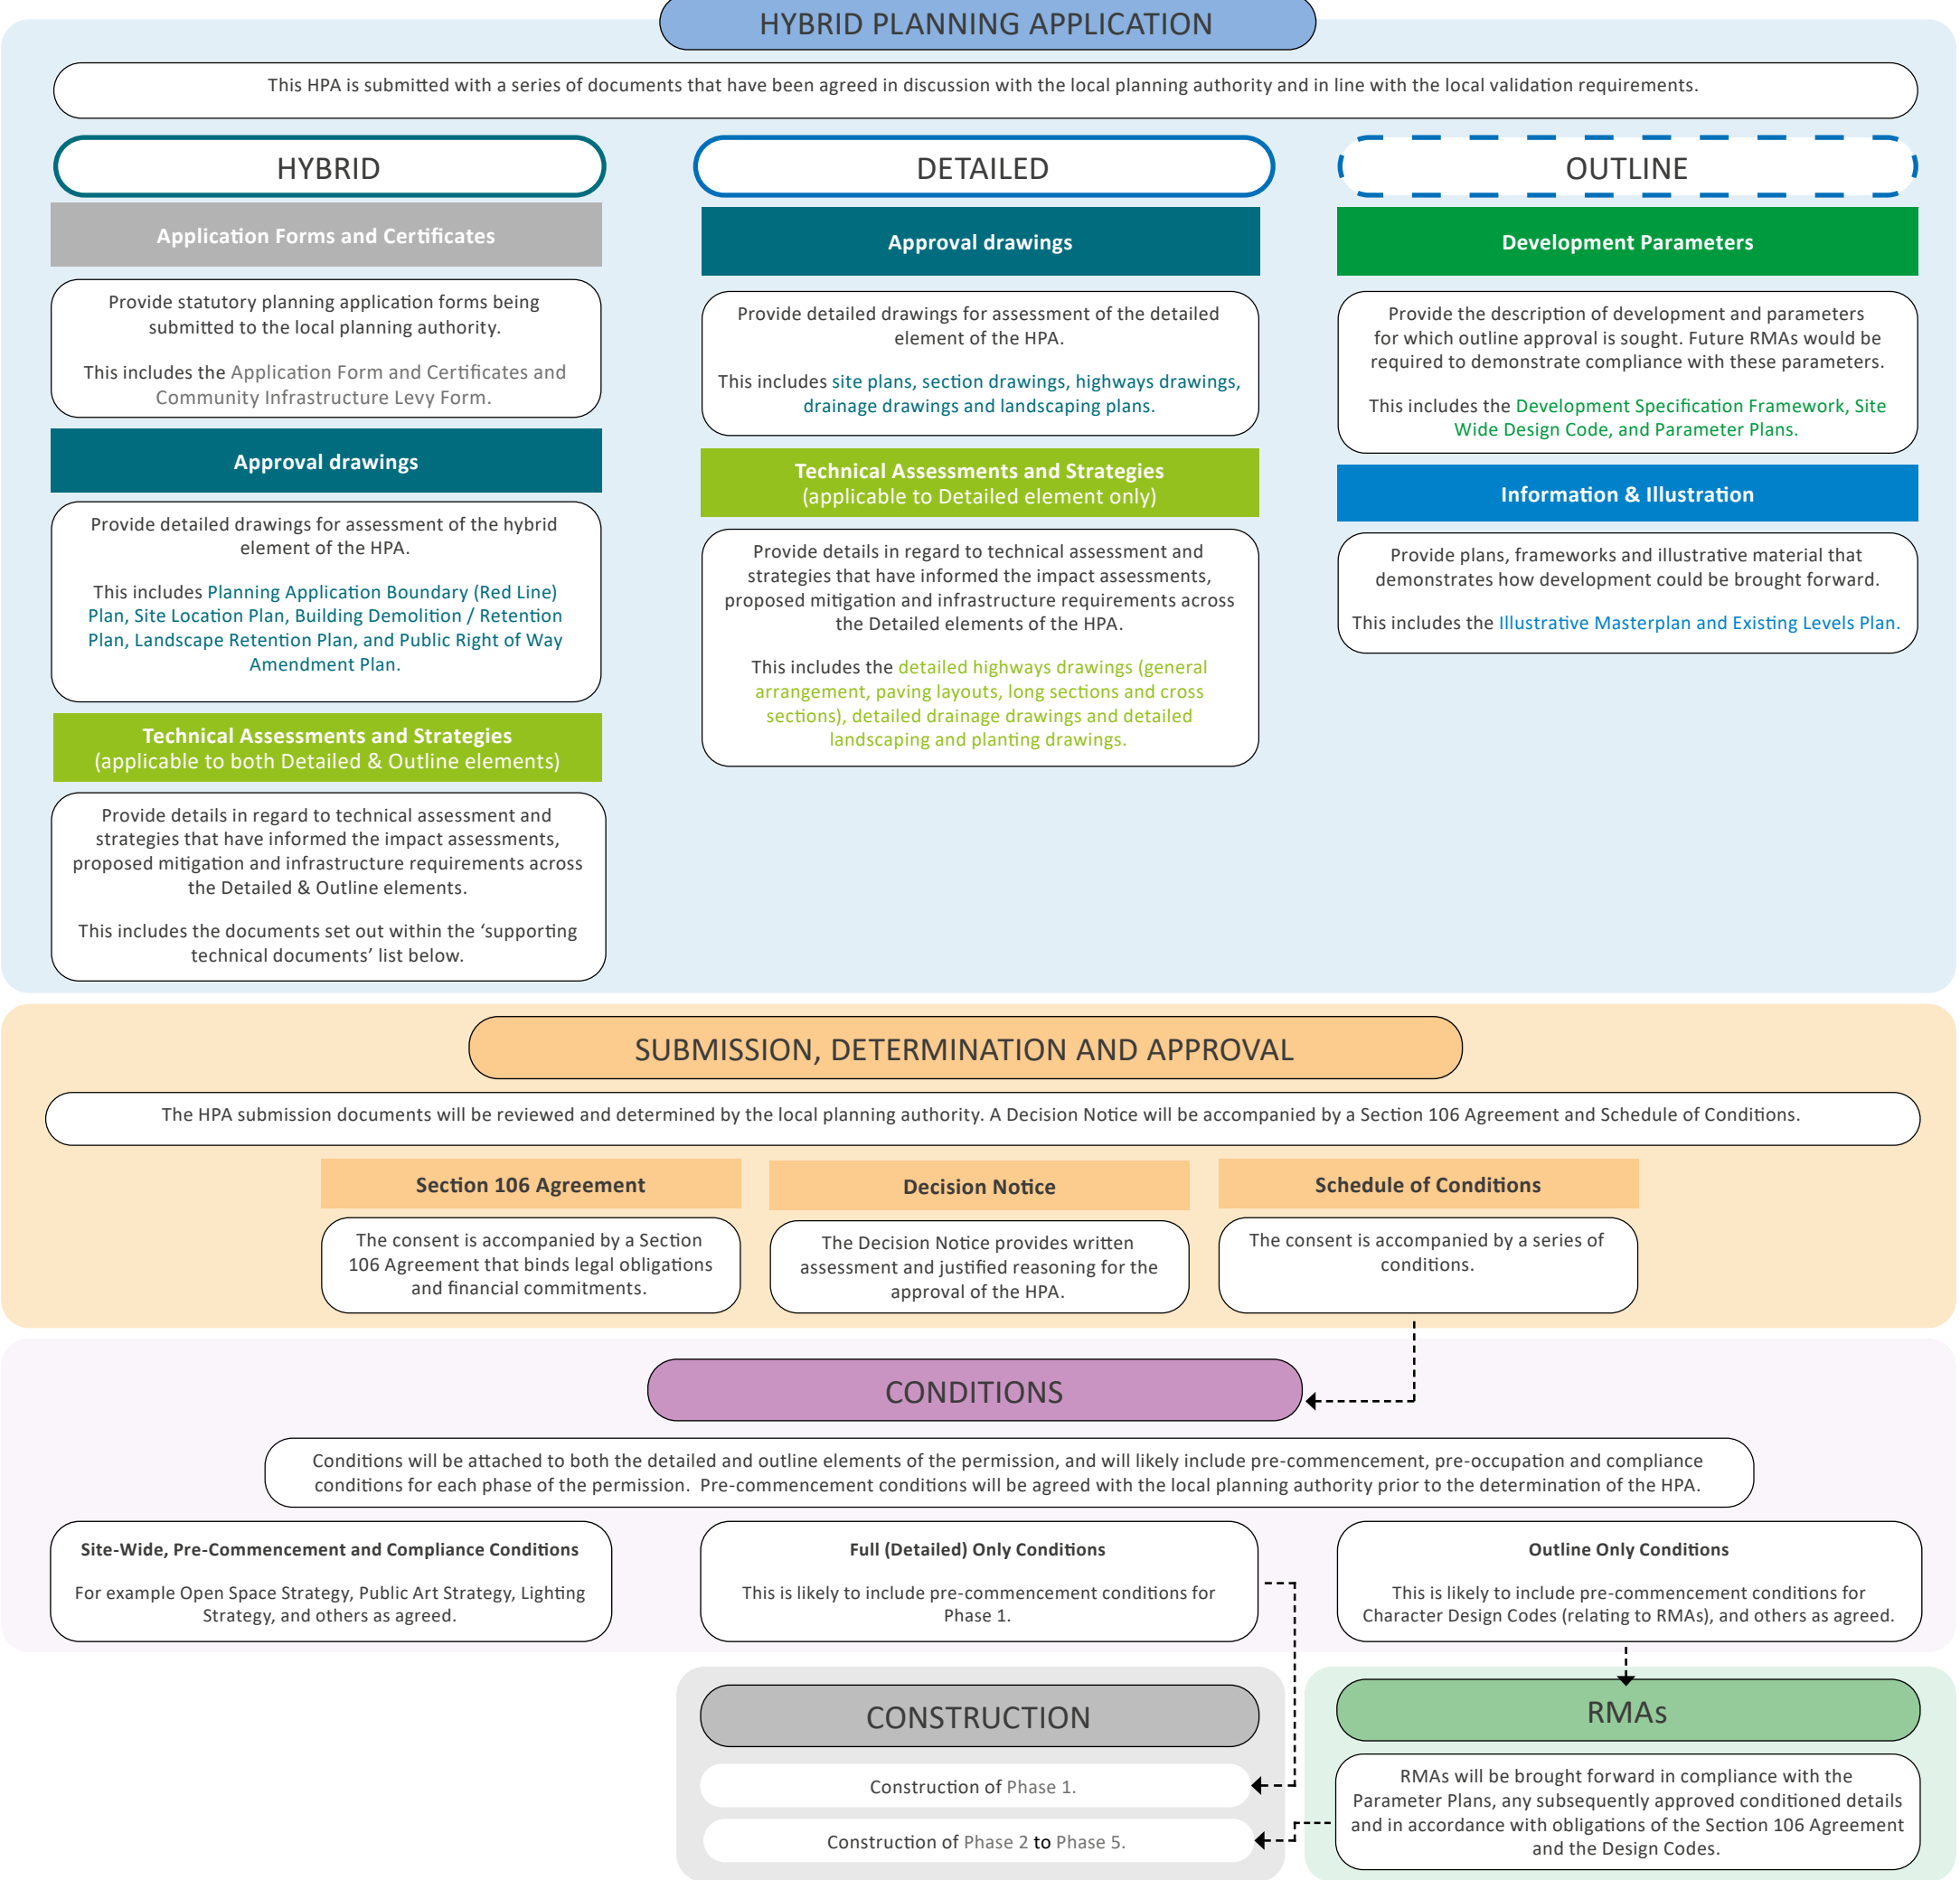 HYBRID PLANNING APPLICATION
This HPA is submitted with a series of documents that have been agreed in discussion with the local planning authority and in line with the local validation requirements.
HYBRID
Application Forms and Certificates
Provide statutory planning application forms being
submitted to the local planning authority.
This includes the Application Form and Certificates and
Community Infrastructure Levy Form.
Approval drawings
Provide detailed drawings for assessment of the hybrid
element of the HPA.
This includes Planning Application Boundary (Red Line)
Plan, Site Location Plan, Building Demolition / Retention
Plan, Landscape Retention Plan, and Public Right of Way
Amendment Plan.
Technical Assessments and Strategies
(applicable to both Detailed & Outline elements)
Provide details in regard to technical assessment and
strategies that have informed the impact assessments,
proposed mitigation and infrastructure requirements across
the Detailed & Outline elements.
This includes the documents set out within the ‘supporting
technical documents’ list below.
DETAILED
Approval drawings
Provide detailed drawings for assessment of the detailed
element of the HPA.
This includes site plans, section drawings, highways drawings,
drainage drawings and landscaping plans.
Technical Assessments and Strategies
(applicable to Detailed element only)
Provide details in regard to technical assessment and
strategies that have informed the impact assessments,
proposed mitigation and infrastructure requirements across
the Detailed elements of the HPA.
This includes the detailed highways drawings (general
arrangement, paving layouts, long sections and cross
sections), detailed drainage drawings and detailed
landscaping and planting drawings.
OUTLINE
Development Parameters
Provide the description of development and parameters
for which outline approval is sought. Future RMAs would be
required to demonstrate compliance with these parameters.
This includes the Development Specification Framework, Site
Wide Design Code, and Parameter Plans.
Information & Illustration
Provide plans, frameworks and illustrative material that
demonstrates how development could be brought forward.
This includes the Illustrative Masterplan and Existing Levels Plan.
SUBMISSION, DETERMINATION AND APPROVAL
The HPA submission documents will be reviewed and determined by the local planning authority. A Decision Notice will be accompanied by a Section 106 Agreement and Schedule of Conditions.
Section 106 Agreement
The consent is accompanied by a Section
106 Agreement that binds legal obligations
and financial commitments.
Decision Notice
The Decision Notice provides written
assessment and justified reasoning for the
approval of the HPA.
Schedule of Conditions
The consent is accompanied by a series of
conditions.
CONDITIONS
Conditions will be attached to both the detailed and outline elements of the permission, and will likely include pre-commencement, pre-occupation and compliance
conditions for each phase of the permission. Pre-commencement conditions will be agreed with the local planning authority prior to the determination of the HPA.
Site-Wide, Pre-Commencement and Compliance Conditions
For example Open Space Strategy, Public Art Strategy, Lighting
Strategy, and others as agreed.
Full (Detailed) Only Conditions
This is likely to include pre-commencement conditions for
Phase 1.
Outline Only Conditions
This is likely to include pre-commencement conditions for
Character Design Codes (relating to RMAs), and others as agreed.
CONSTRUCTION
Construction of Phase 1.
Construction of Phase 2 to Phase 5.
RMAs
RMAs will be brought forward in compliance with the
Parameter Plans, any subsequently approved conditioned details
and in accordance with obligations of the Section 106 Agreement
and the Design Codes.